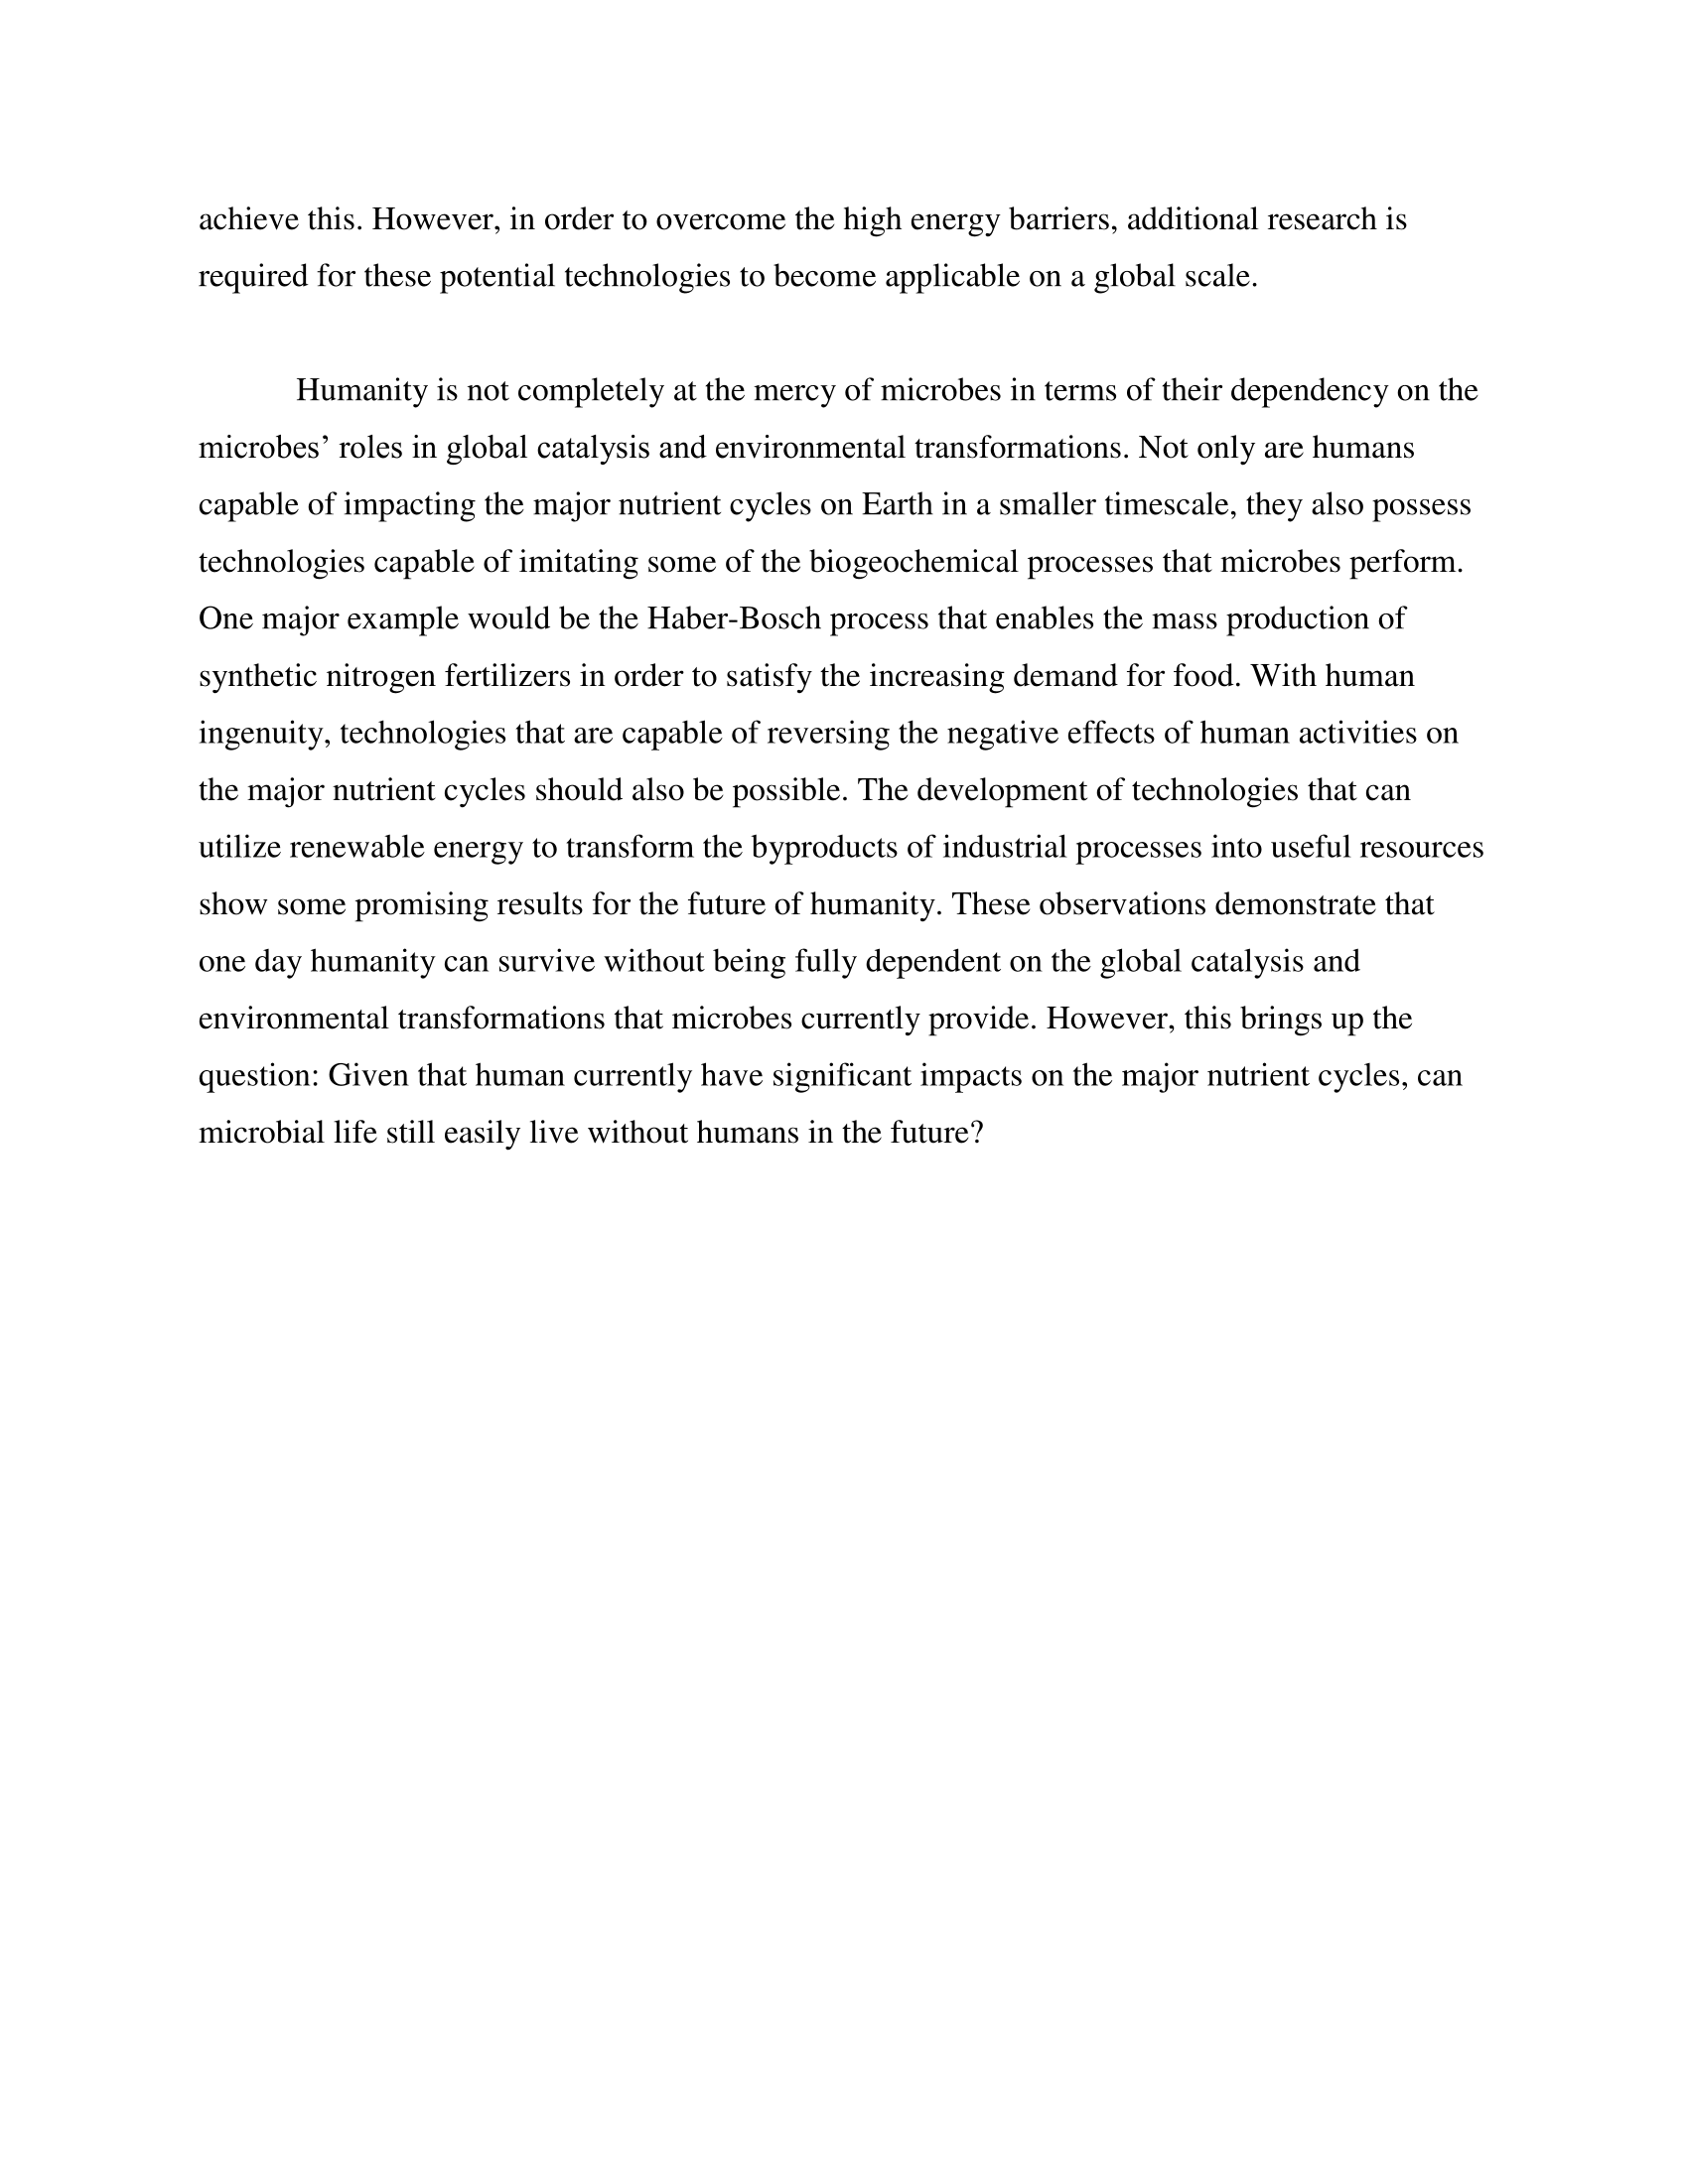 achieve this. However, in order to overcome the high energy barriers, additional research is
required for these potential technologies to become applicable on a global scale.
Humanity is not completely at the mercy of microbes in terms of their dependency on the
microbes’ roles in global catalysis and environmental transformations. Not only are humans
capable of impacting the major nutrient cycles on Earth in a smaller timescale, they also possess
technologies capable of imitating some of the biogeochemical processes that microbes perform.
One major example would be the Haber-Bosch process that enables the mass production of
synthetic nitrogen fertilizers in order to satisfy the increasing demand for food. With human
ingenuity, technologies that are capable of reversing the negative effects of human activities on
the major nutrient cycles should also be possible. The development of technologies that can
utilize renewable energy to transform the byproducts of industrial processes into useful resources
show some promising results for the future of humanity. These observations demonstrate that
one day humanity can survive without being fully dependent on the global catalysis and
environmental transformations that microbes currently provide. However, this brings up the
question: Given that human currently have significant impacts on the major nutrient cycles, can
microbial life still easily live without humans in the future?